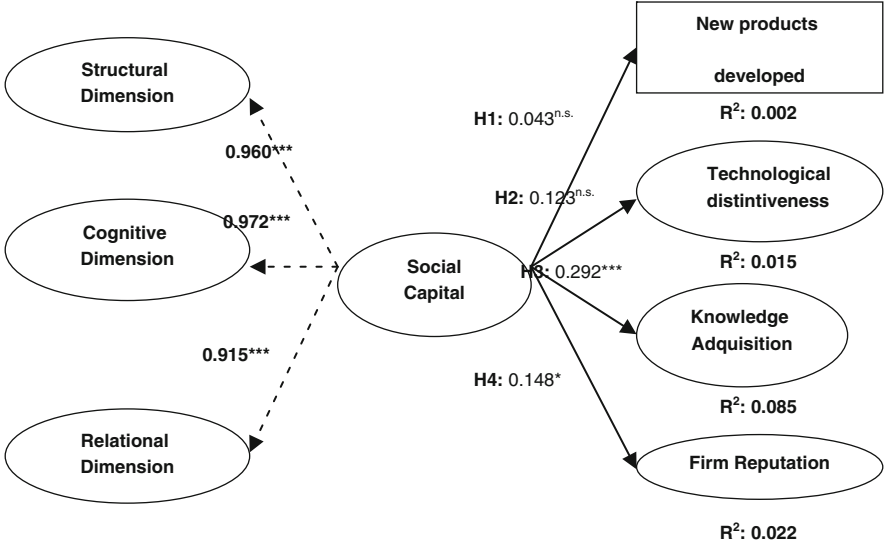 Structural
Dimension
0.960***
0.972***
Cognitive
Dimension
0.915***
Relational
Dimension
Social
Capital
H1: 0.043n.s.
H2: 0.123n.s.
H3: 0.292***
H4: 0.148*
New products
developed
R2: 0.002
Technological
distintiveness
R2: 0.015
Knowledge
Adquisition
R2: 0.085
Firm Reputation
R2: 0.022